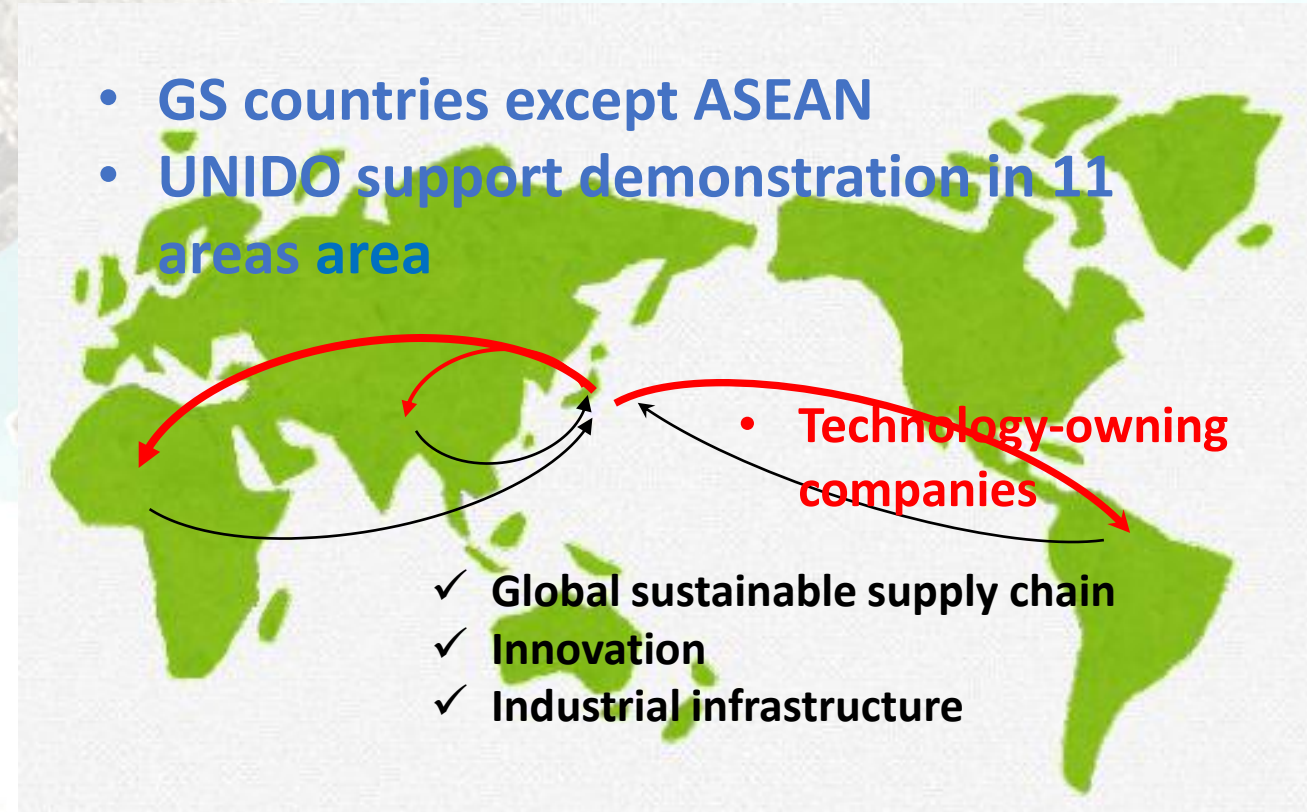 • GS countries except ASEAN
• UNIDO support demonstration in 11
areas area
• Technology-owning
companies
✓ Global sustainable supply chain
✓ Innovation
✓ Industrial infrastructure